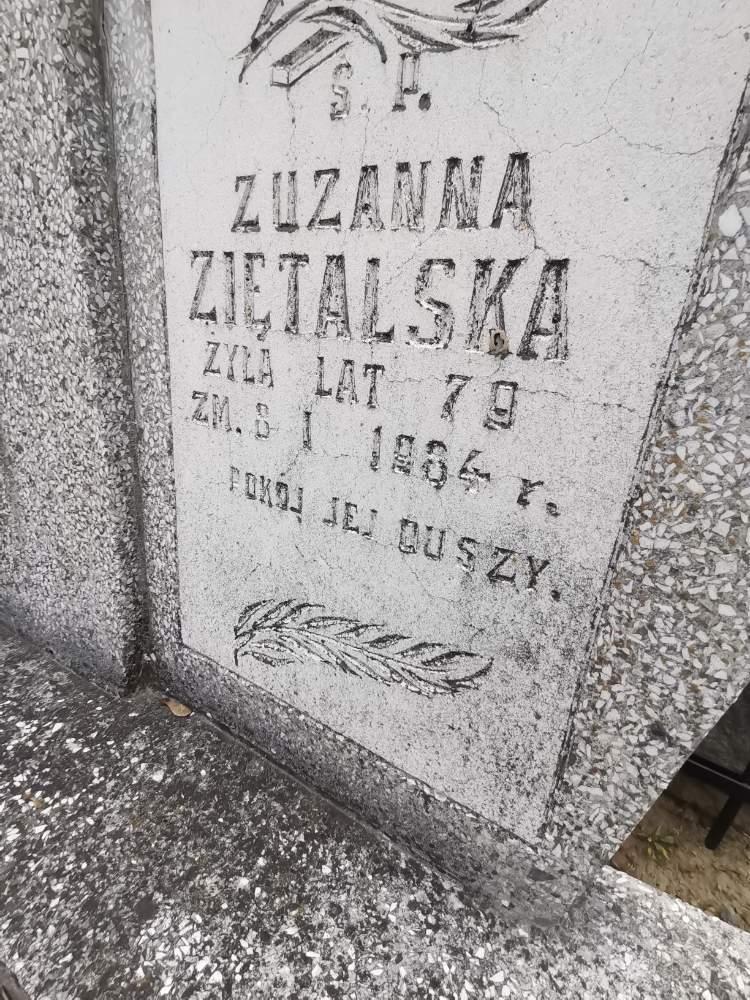 Ś. P.
ZUZANNA
ZIĘTALSKA
ŻYŁA LAT 79
ZM. 8 I 1984 r.
POKÓJ JEJ DUSZY.